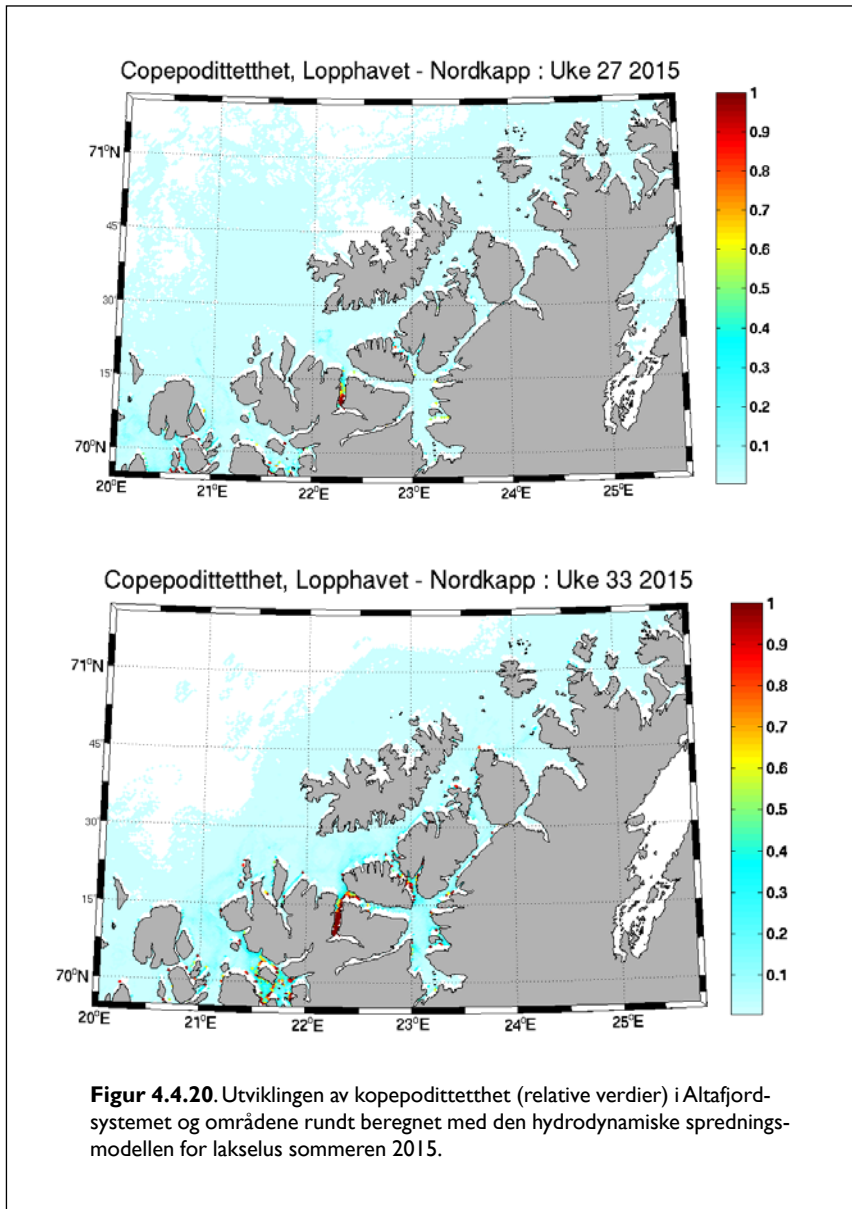 Copepodittetthet, Lopphavet - Nordkapp : Uke 27 2015
71°N
45'
30'
15'
70°N
20°E
21°E
22°E
23°E
24°E
25°E
1
0.9
0.8
0.7
0.6
0.5
0.4
0.3
0.2
0.1
Copepodittetthet, Lopphavet - Nordkapp : Uke 33 2015
71°N
45'
30'
15'
70°N
20°E
21°E
22°E
23°E
24°E
25°E
1
0.9
0.8
0.7
0.6
0.5
0.4
0.3
0.2
0.1
Figur 4.4.20. Utviklingen av kopepodittetthet (relative verdier) i Altafjord-
systemet og områdene rundt beregnet med den hydrodynamiske sprednings-
modellen for lakselus sommeren 2015.